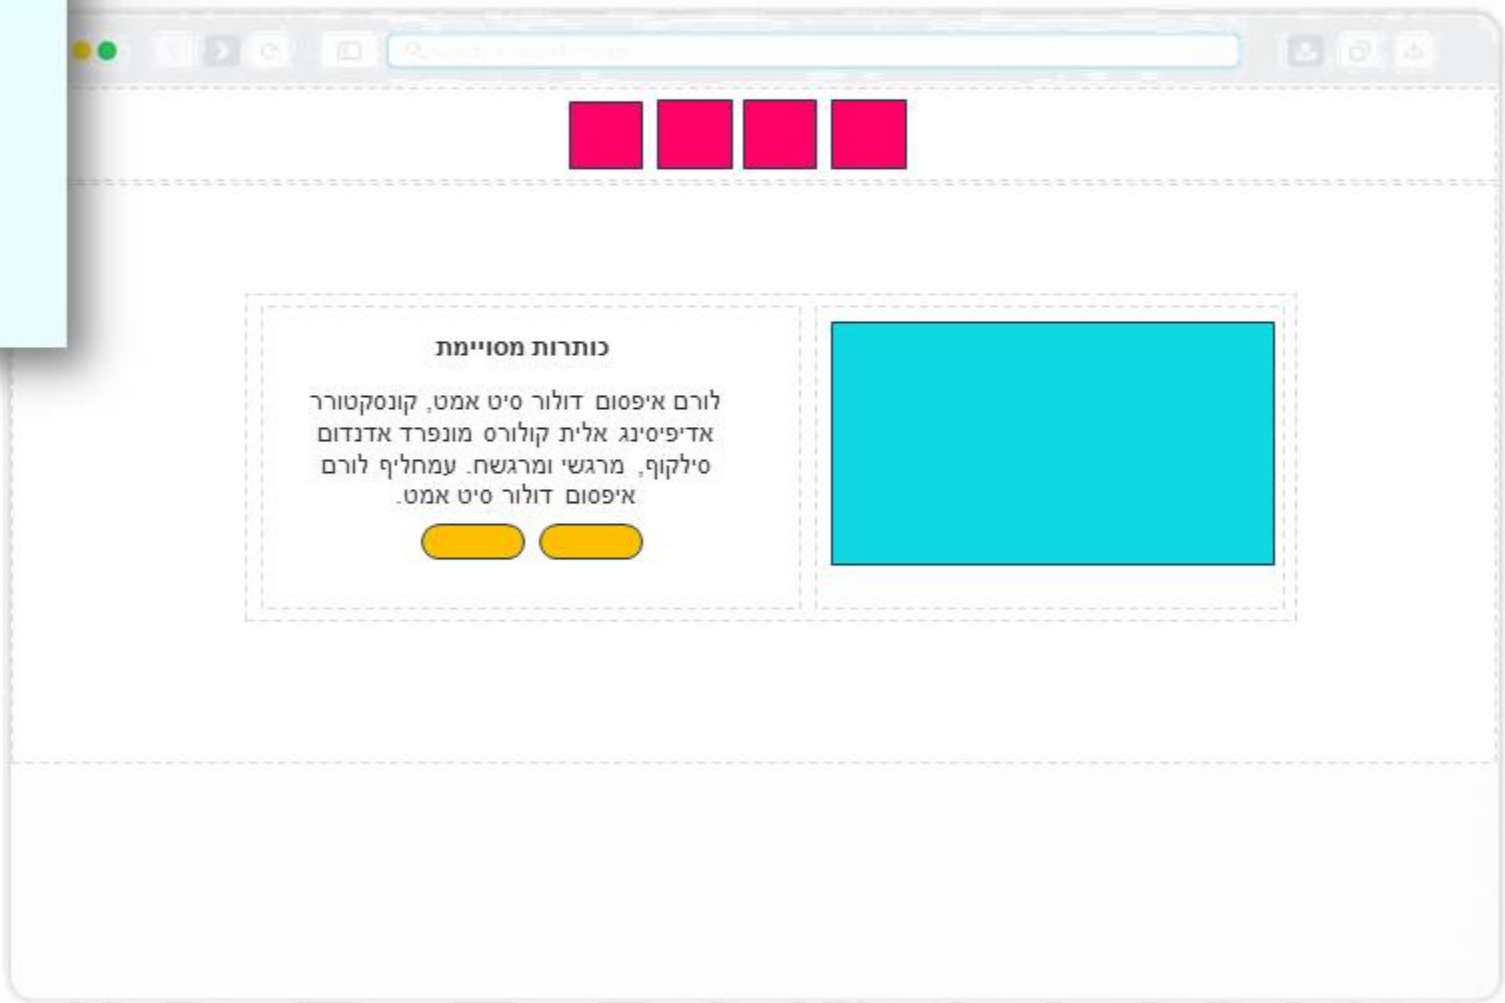 כותרות מסויימת
לורם איפסום דולור סיט אמט, קונסקטורר
אדיפיסינג אלית קולורס מונפרד אדנדום
סילקוף, מרגשי ומרגשח. עמחליף לורם
איפסום דולור סיט אמט.